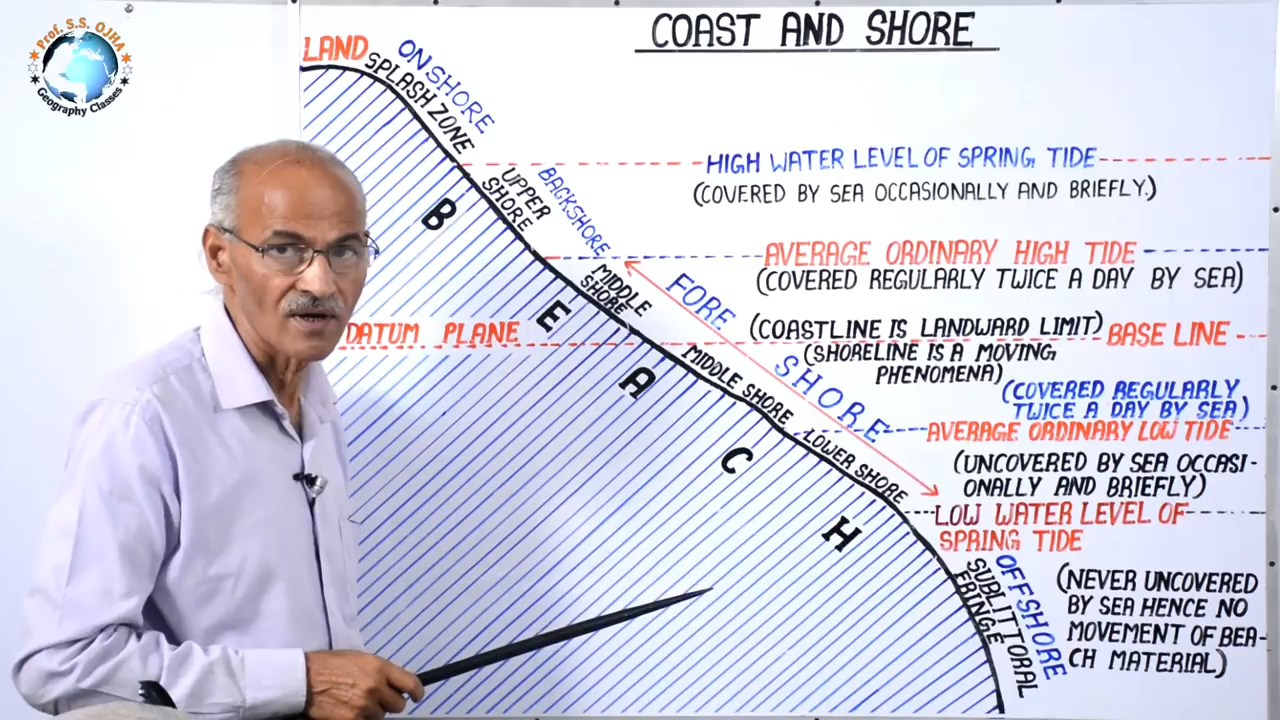 Prof. S.S. OJHA
Geography Classes
COAST AND SHORE
LAND
ONSHORE
SPLASH ZONE
HIGH WATER LEVEL OF SPRING TIDE
(COVERED BY SEA OCCASIONALLY AND BRIEFLY.)
BACKSHORE
UPPER
SHORE
B
AVERAGE ORDINARY HIGH TIDE
(COVERED REGULARLY TWICE A DAY BY SEA)
MIDDLE
SHORE
FORE
SHORE
E
DATUM PLANE
(COASTLINE IS LANDWARD LIMIT)
BASE LINE
(SHORELINE IS A MOVING
PHENOMENA)
MIDDLE SHORE
A
(COVERED REGULARLY
TWICE A DAY BY SEA)
AVERAGE ORDINARY LOW TIDE
LOWER SHORE
C
(UNCOVERED BY SEA OCCASI-
ONALLY AND BRIEFLY)
LOW WATER LEVEL OF
SPRING TIDE
H
OFFSHORE
SUBLITTORAL
FRINGE
(NEVER UNCOVERED
BY SEA HENCE NO
MOVEMENT OF BEA-
CH MATERIAL)